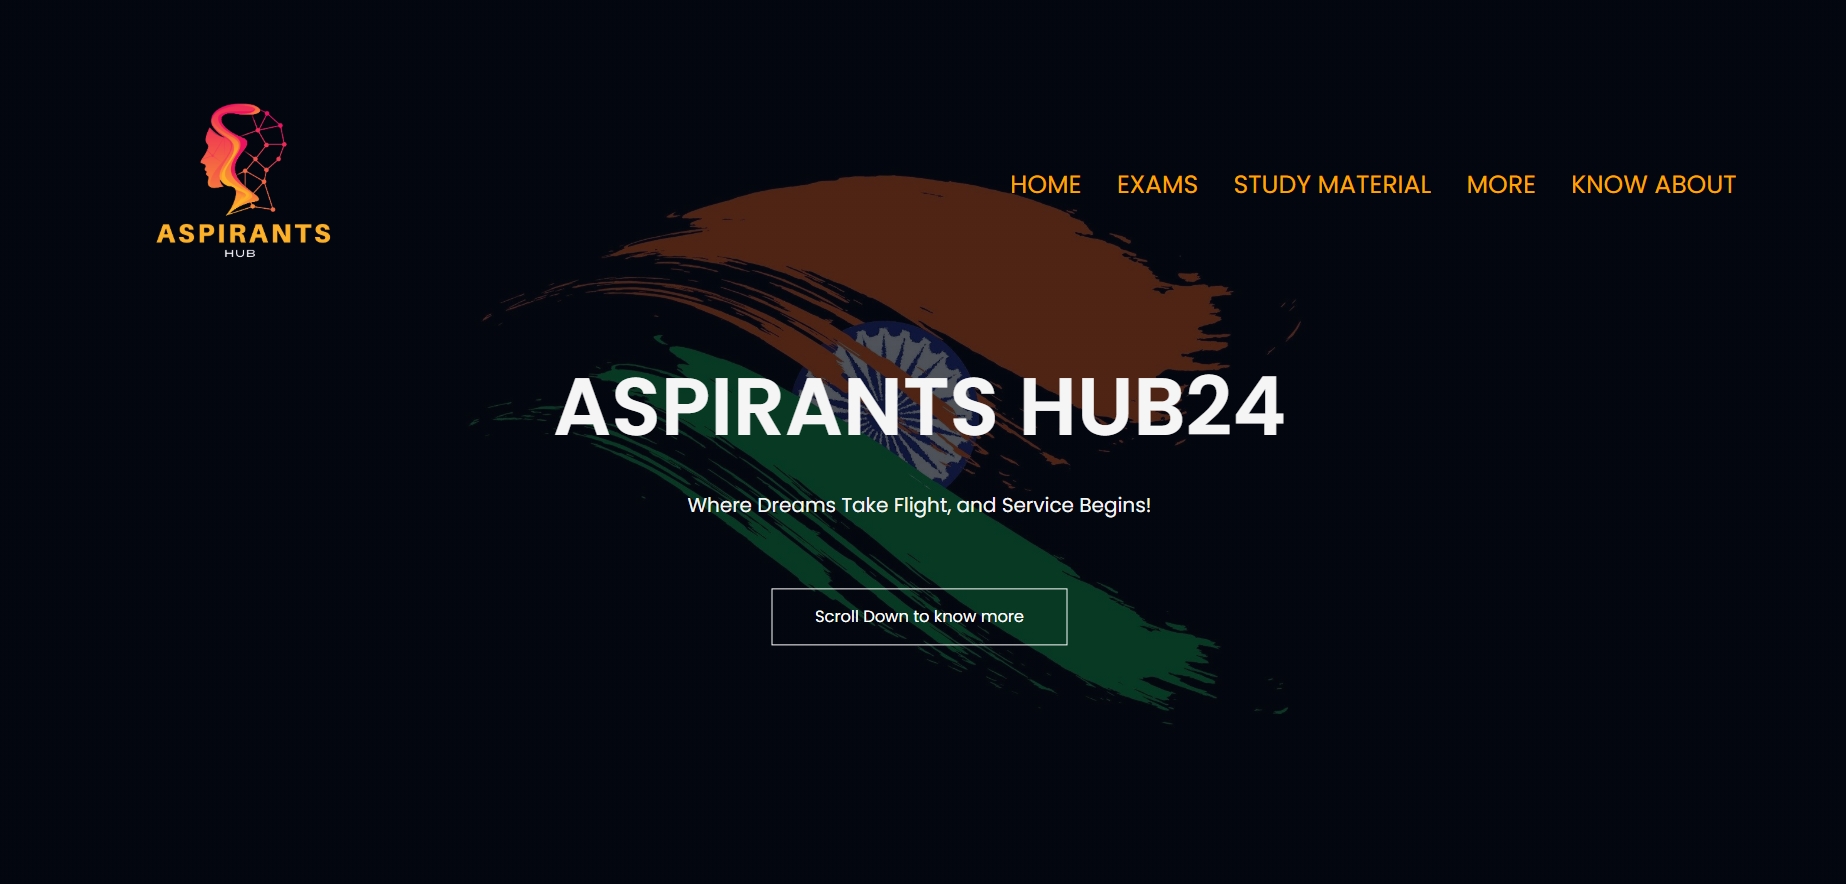 ASPIRANTS
HUB
HOME EXAMS STUDY MATERIAL MORE KNOW ABOUT
ASPIRANTS HUB24
Where Dreams Take Flight, and Service Begins!
Scroll Down to know more